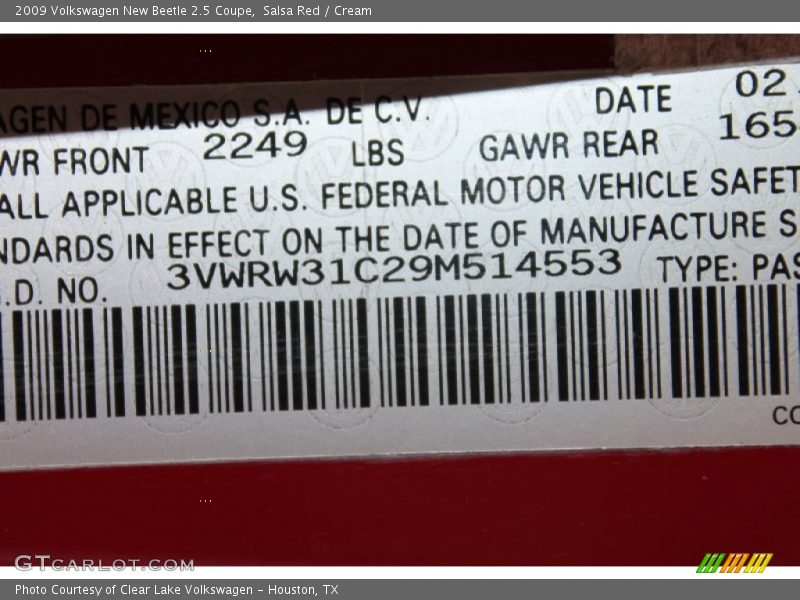 2009 Volkswagen New Beetle 2.5 Coupe,  Salsa Red / Cream
AGEN DE MEXICO S.A. DE C.V. DATE 02
WR FRONT 2249 LBS GAWR REAR 165
ALL APPLICABLE U.S. FEDERAL MOTOR VEHICLE SAFET
NDARDS IN EFFECT ON THE DATE OF MANUFACTURE S
.D. NO. 3VWRW31C29M514553 TYPE: PAS
CO
GTCARLOT.COM
Photo Courtesy of Clear Lake Volkswagen – Houston, TX